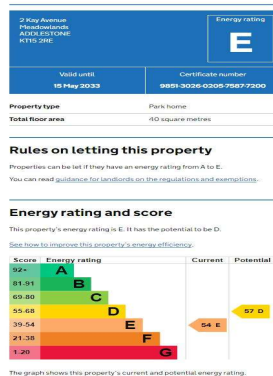 2 Kay Avenue
Meadowlands
ADDLESTONE
KT15 2RE
Energy rating
E
Valid until
15 May 2033
Certificate number
9851-3026-0205-7587-7200
Property type Park home
Total floor area 40 square metres
Rules on letting this property
Properties can be let if they have an energy rating from A to E.
You can read guidance for landlords on the regulations and exemptions.
Energy rating and score
This property's energy rating is E. It has the potential to be D.
See how to improve this property's energy efficiency.
Score Energy rating Current Potential
92+ A
81-91 B
69-80 C
55-68 D 57 D
39-54 E 54 E
21-38 F
1-20 G
The graph shows this property's current and potential energy rating.